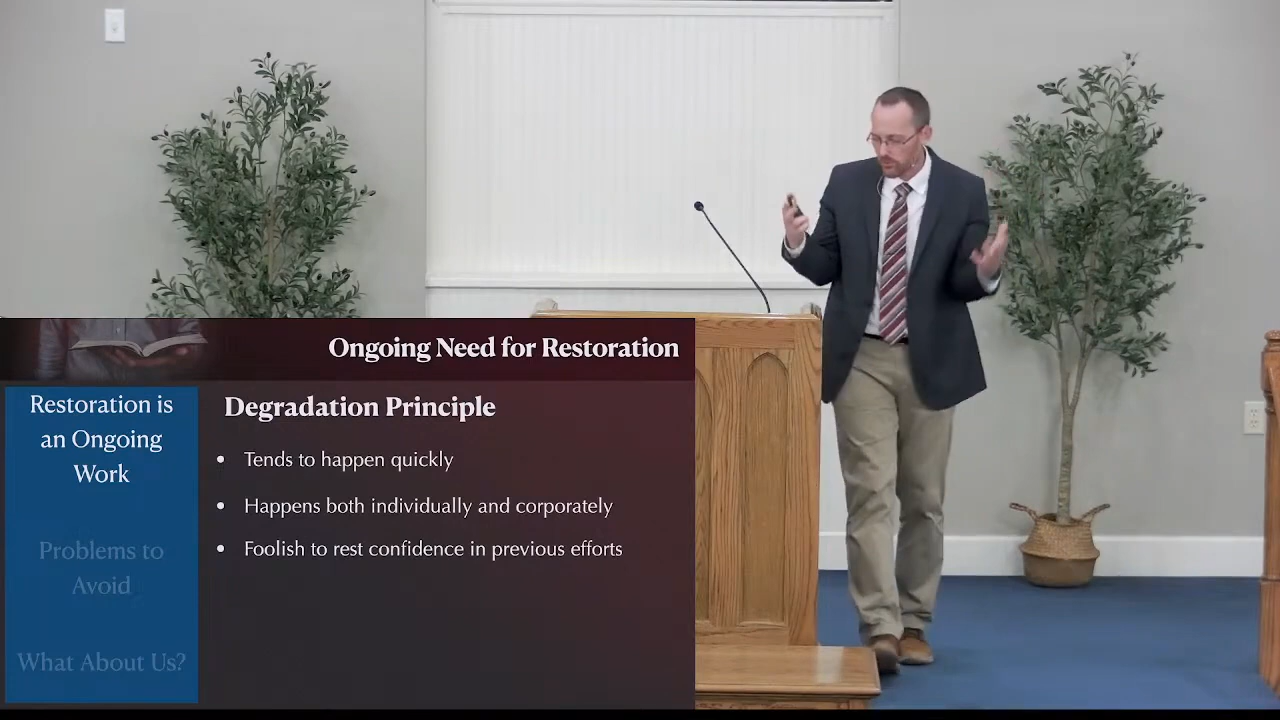 Ongoing Need for Restoration
Restoration is
an Ongoing
Work
Problems to
Avoid
What About Us?
Degradation Principle
• Tends to happen quickly
• Happens both individually and corporately
• Foolish to rest confidence in previous efforts